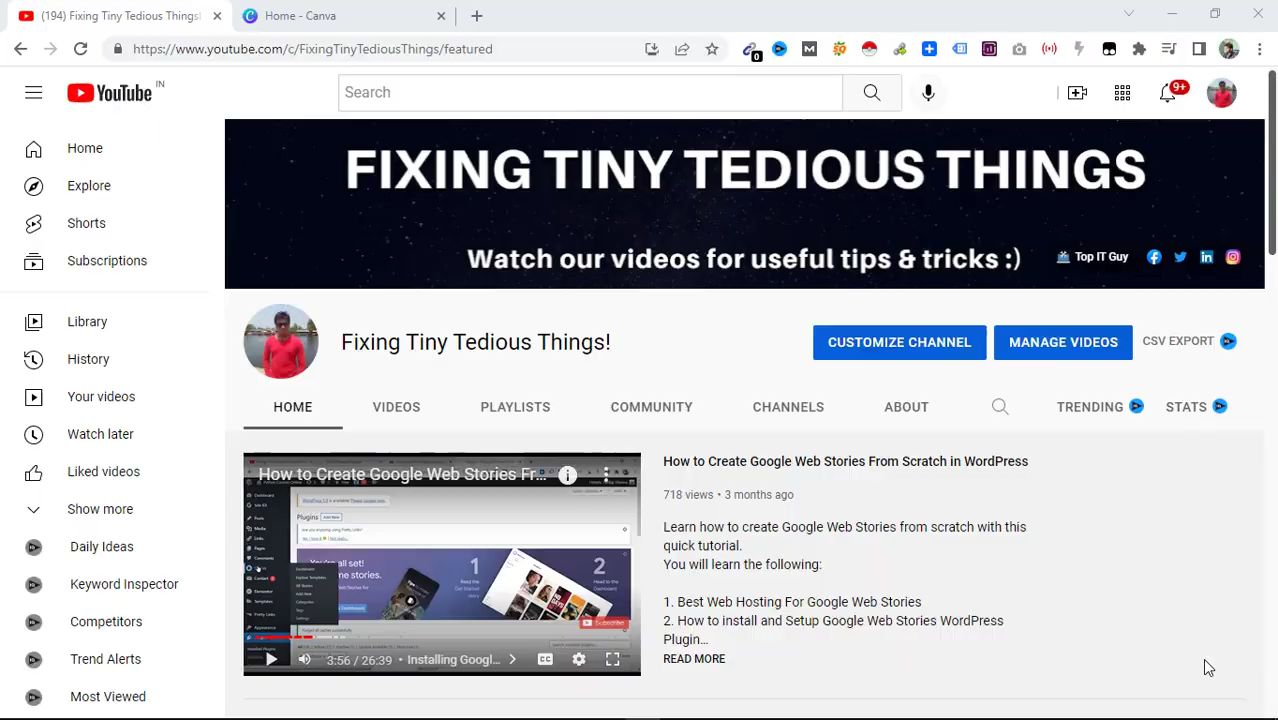 (194) Fixing Tiny Tedious Things!
Home - Canva
https://www.youtube.com/c/FixingTinyTediousThings/featured
0
YouTube IN
Search
9+
Home
Explore
Shorts
Subscriptions
Library
History
Your videos
Watch later
Liked videos
Show more
Daily Ideas
Keyword Inspector
Competitors
Trend Alerts
Most Viewed
FIXING TINY TEDIOUS THINGS
Watch our videos for useful tips & tricks :)
Top IT Guy
Fixing Tiny Tedious Things!
CUSTOMIZE CHANNEL
MANAGE VIDEOS
CSV EXPORT
HOME VIDEOS PLAYLISTS COMMUNITY CHANNELS ABOUT TRENDING STATS
How to Create Google Web Stories Fr...
Plugins
1
2
Subscribe
3:56 / 26:39 • Installing Googl...
How to Create Google Web Stories From Scratch in WordPress
718 views • 3 months ago
Learn how to create Google Web Stories from scratch with this
quick tutorial.
You will learn the following:
1. Buy Web Hosting For Google Web Stories
2. How to install and Setup Google Web Stories WordPress
Plugin
READ MORE